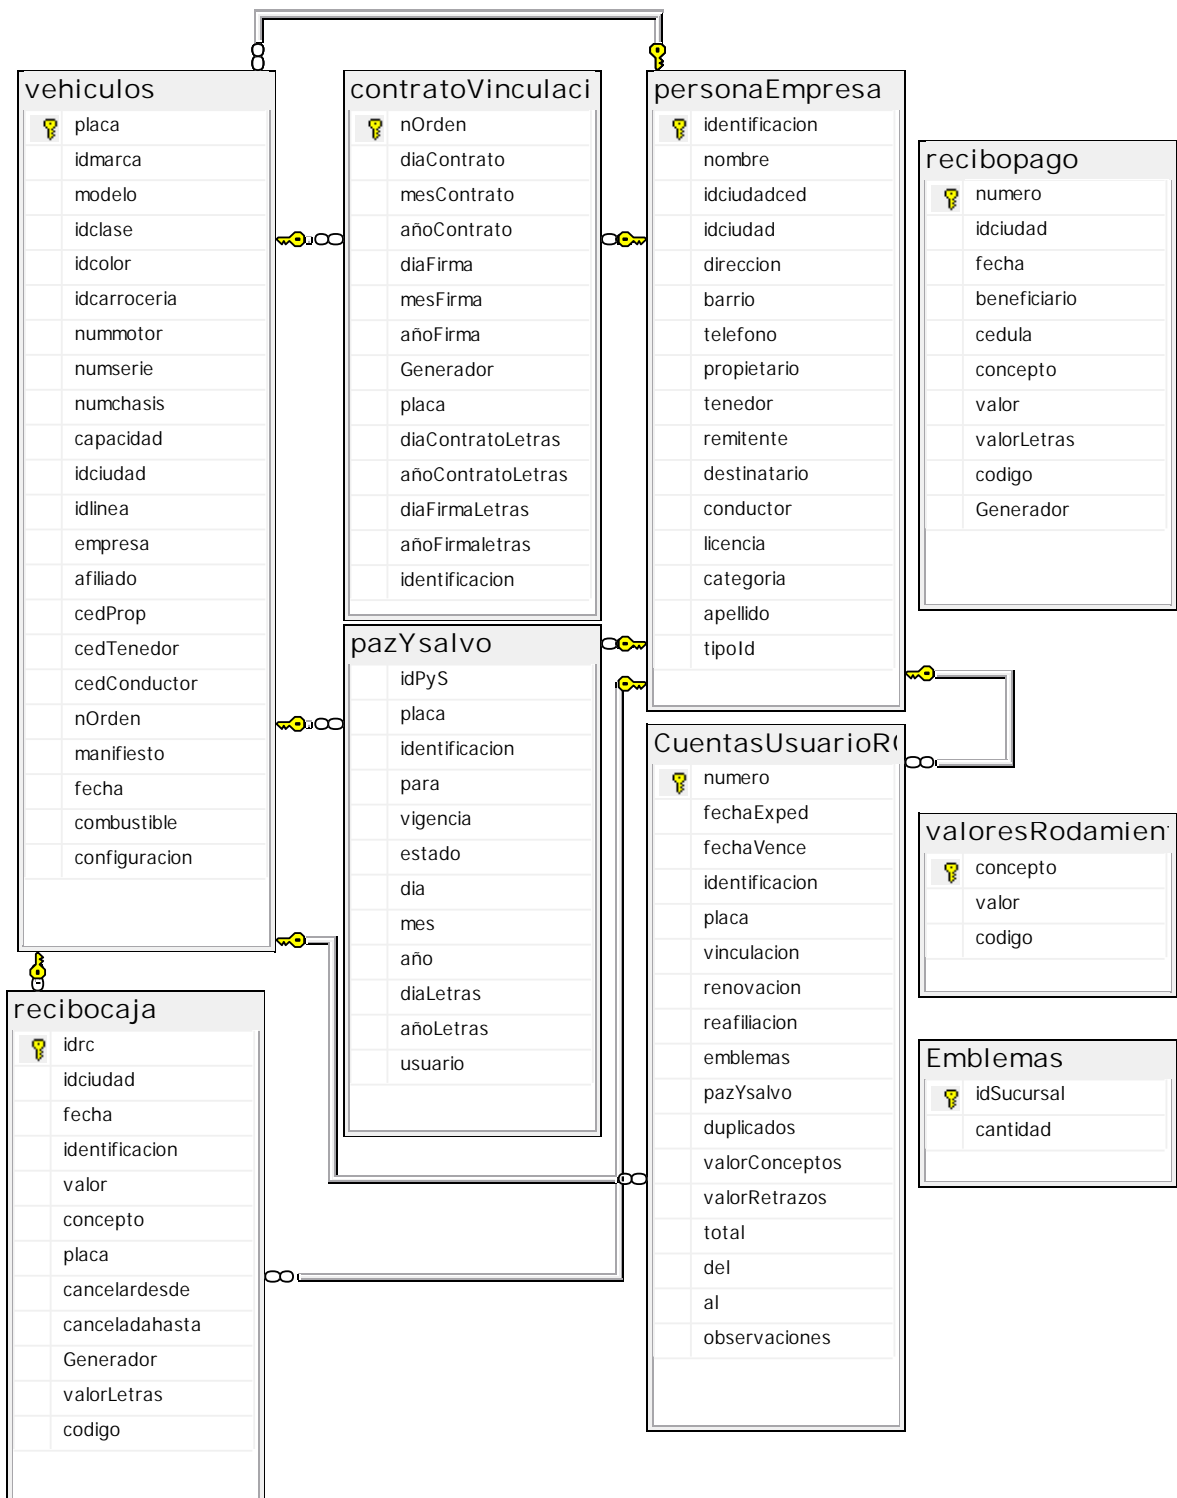 vehiculos
placa
idmarca
modelo
idclase
idcolor
idcarroceria
nummotor
numserie
numchasis
capacidad
idciudad
idlinea
empresa
afiliado
cedProp
cedTenedor
cedConductor
nOrden
manifiesto
fecha
combustible
configuracion
contratoVinculaci
nOrden
diaContrato
mesContrato
añoContrato
diaFirma
mesFirma
añoFirma
Generador
placa
diaContratoLetras
añoContratoLetras
diaFirmaLetras
añoFirmaletras
identificacion
personaEmpresa
identificacion
nombre
idciudadced
idciudad
direccion
barrio
telefono
propietario
tenedor
remitente
destinatario
conductor
licencia
categoria
apellido
tipoId
recibopago
numero
idciudad
fecha
beneficiario
cedula
concepto
valor
valorLetras
codigo
Generador
pazYsalvo
idPyS
placa
identificacion
para
vigencia
estado
dia
mes
año
diaLetras
añoLetras
usuario
CuentasUsuarioR
numero
fechaExped
fechaVence
identificacion
placa
vinculacion
renovacion
reafiliacion
emblemas
pazYsalvo
duplicados
valorConceptos
valorRetrazos
total
del
al
observaciones
valoresRodamien
concepto
valor
codigo
Emblemas
idSucursal
cantidad
recibocaja
idrc
idciudad
fecha
identificacion
valor
concepto
placa
cancelardesde
canceladahasta
Generador
valorLetras
codigo